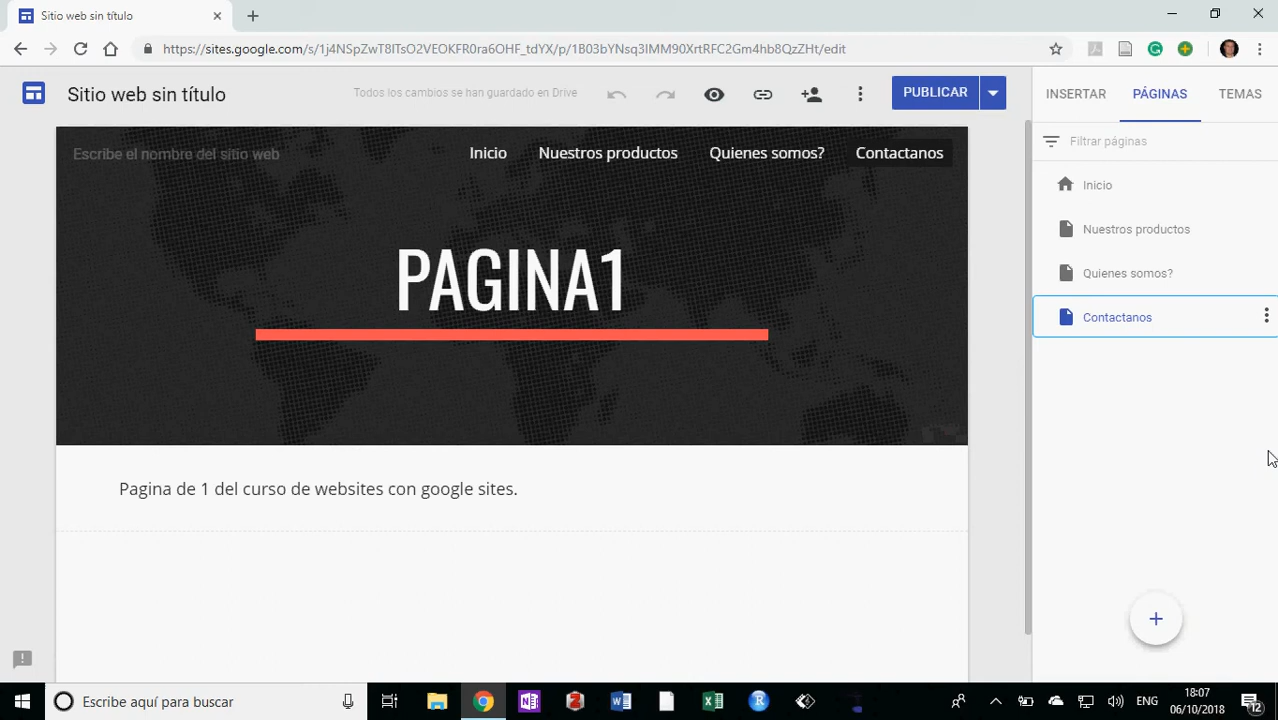 Sitio web sin título
https://sites.google.com/s/1j4NSpZwT8ITsO2VEOKFR0ra6OHF_tdYX/p/1B03bYNsq3IMM90XrtRFC2Gm4hb8QzZHt/edit
Sitio web sin título
Todos los cambios se han guardado en Drive
PUBLICAR
INSERTAR
PÁGINAS
TEMAS
Filtrar páginas
Escribe el nombre del sitio web
Inicio
Nuestros productos
Quienes somos?
Contactanos
Inicio
Nuestros productos
Quienes somos?
Contactanos
PAGINA1
Pagina de 1 del curso de websites con google sites.
Escribe aquí para buscar
ENG
18:07
06/10/2018
12